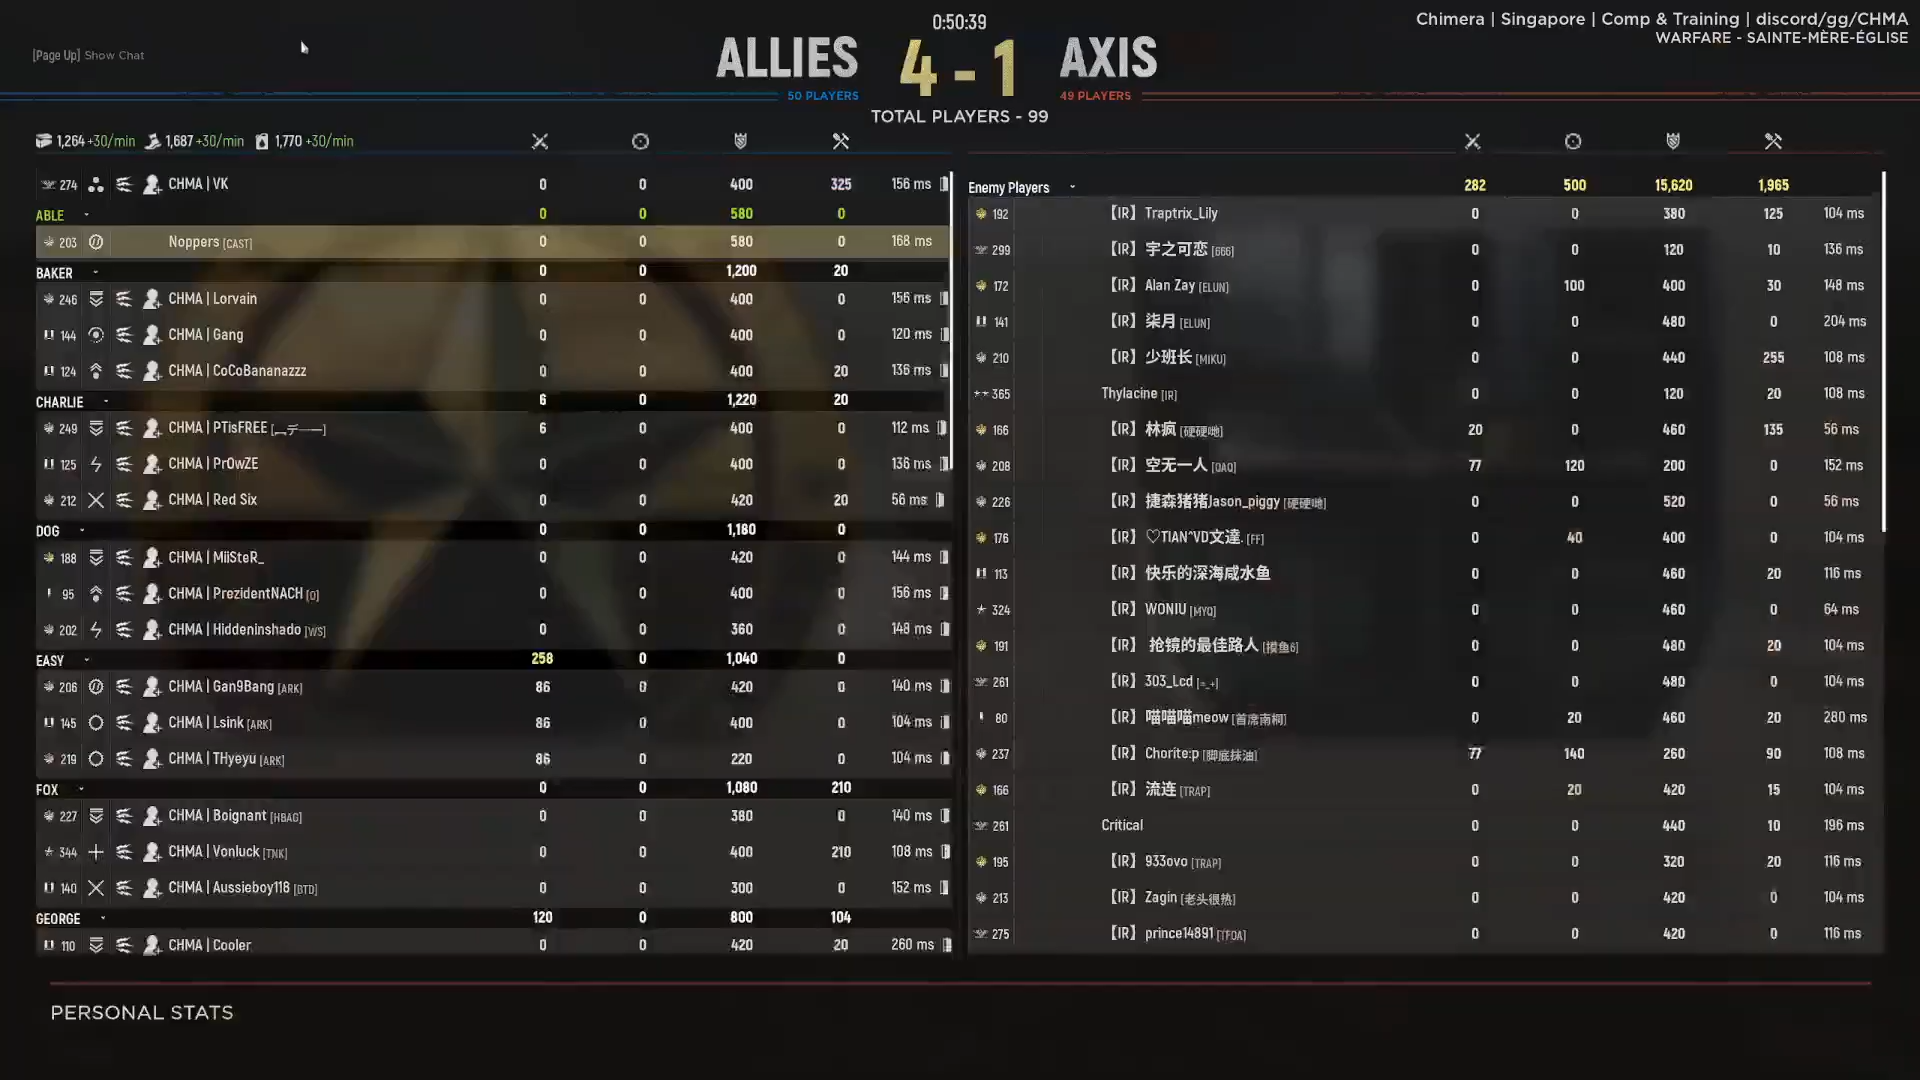 0:50:39
Chimera | Singapore | Comp & Training | discord/gg/CHMA
WARFARE - SAINTE-MÈRE-ÉGLISE
[Page Up] Show Chat
ALLIES 4 - 1 AXIS
50 PLAYERS 49 PLAYERS
TOTAL PLAYERS - 99
1,264 +30/min 1,687 +30/min 1,770 +30/min
274 CHMA | VK 0 0 400 325 156 ms
ABLE 0 0 580 0
203 Noppers [CAST] 0 0 580 0 168 ms
BAKER 0 0 1,200 20
246 CHMA | Lorvain 0 0 400 0 156 ms
144 CHMA | Gang 0 0 400 0 120 ms
124 CHMA | CoCoBananazzz 0 0 400 20 136 ms
CHARLIE 6 0 1,220 20
249 CHMA | PTisFREE 6 0 400 0 112 ms
125 CHMA | Pr0wZE 0 0 400 0 136 ms
212 CHMA | Red Six 0 0 420 20 56 ms
DOG 0 0 1,180 0
188 CHMA | MiiSteR_ 0 0 420 0 144 ms
95 CHMA | PrezidentNACH [O] 0 0 400 0 156 ms
202 CHMA | Hiddeninshado [WS] 0 0 360 0 148 ms
EASY 258 0 1,040 0
206 CHMA | Gan9Bang [ARK] 86 0 420 0 140 ms
145 CHMA | Lsink [ARK] 86 0 400 0 104 ms
219 CHMA | THyeyu [ARK] 86 0 220 0 104 ms
FOX 0 0 1,080 210
227 CHMA | Boignant [HBAG] 0 0 380 0 140 ms
344 CHMA | Vonluck [TNK] 0 0 400 210 108 ms
140 CHMA | Aussieboy118 [BTD] 0 0 300 0 152 ms
GEORGE 120 0 800 104
110 CHMA | Cooler 0 0 420 20 260 ms
Enemy Players 282 500 15,620 1,965
192 【IR】Traptrix_Lily 0 0 380 125 104 ms
299 【IR】宇之可恋 [666] 0 0 120 10 136 ms
172 【IR】Alan Zay [ELUN] 0 100 400 30 148 ms
141 【IR】柒月 [ELUN] 0 0 480 0 204 ms
210 【IR】少班长 [MIKU] 0 0 440 255 108 ms
365 Thylacine [IR] 0 0 120 20 108 ms
166 【IR】林疯 [硬硬哋] 20 0 460 135 56 ms
208 【IR】空无一人 [QAQ] 77 120 200 0 152 ms
226 【IR】捷森猪猪Jason_piggy [硬硬哋] 0 0 520 0 56 ms
176 【IR】♡TIAN^VD文達. [FF] 0 40 400 0 104 ms
113 【IR】快乐的深海咸水鱼 0 0 460 20 116 ms
324 【IR】WONIU [MYQ] 0 0 460 0 64 ms
191 【IR】抢镜的最佳路人 [摸鱼6] 0 0 480 20 104 ms
261 【IR】303_Lcd [=_+] 0 0 480 0 104 ms
80 【IR】喵喵喵meow 0 20 460 20 280 ms
237 【IR】Chorite:p [脚底抹油] 77 140 260 90 108 ms
166 【IR】流连 [TRAP] 0 20 420 15 104 ms
261 Critical 0 0 440 10 196 ms
195 【IR】933ovo [TRAP] 0 0 320 20 116 ms
213 【IR】Zagin [老头很热] 0 0 420 0 104 ms
275 【IR】prince14891 [TFOA] 0 0 420 0 116 ms
PERSONAL STATS